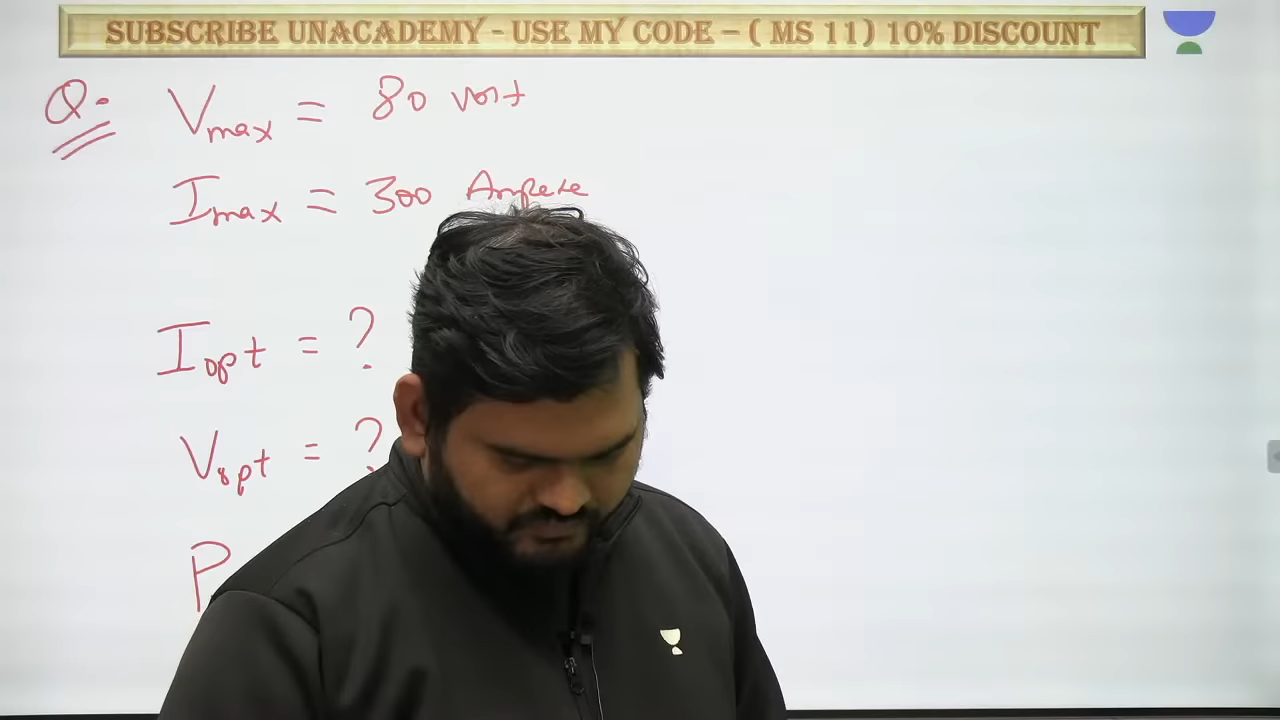 SUBSCRIBE UNACADEMY - USE MY CODE - ( MS 11) 10% DISCOUNT
Q. Vmax = 80 volt
Imax = 300 Ampere
Iopt = ?
Vopt = ?
P